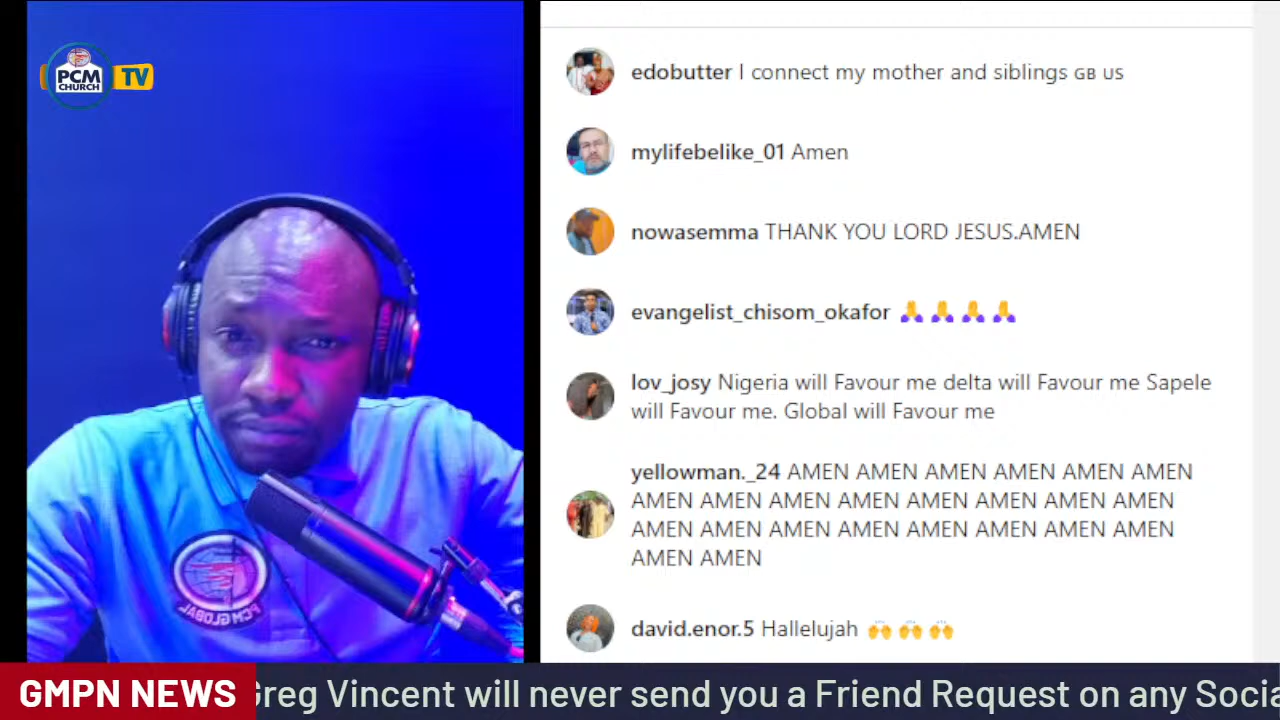 PCM
CHURCH
TV
PCM GLOBAL
edobutter I connect my mother and siblings GB US
mylifebelike_01 Amen
nowasemma THANK YOU LORD JESUS.AMEN
evangelist_chisom_okafor 🙏 🙏 🙏 🙏
lov_josy Nigeria will Favour me delta will Favour me Sapele
will Favour me. Global will Favour me
yellowman._24 AMEN AMEN AMEN AMEN AMEN AMEN
AMEN AMEN AMEN AMEN AMEN AMEN AMEN AMEN
AMEN AMEN AMEN AMEN AMEN AMEN AMEN AMEN
AMEN AMEN
david.enor.5 Hallelujah 🙌 🙌 🙌
GMPN NEWS
Greg Vincent will never send you a Friend Request on any Socia